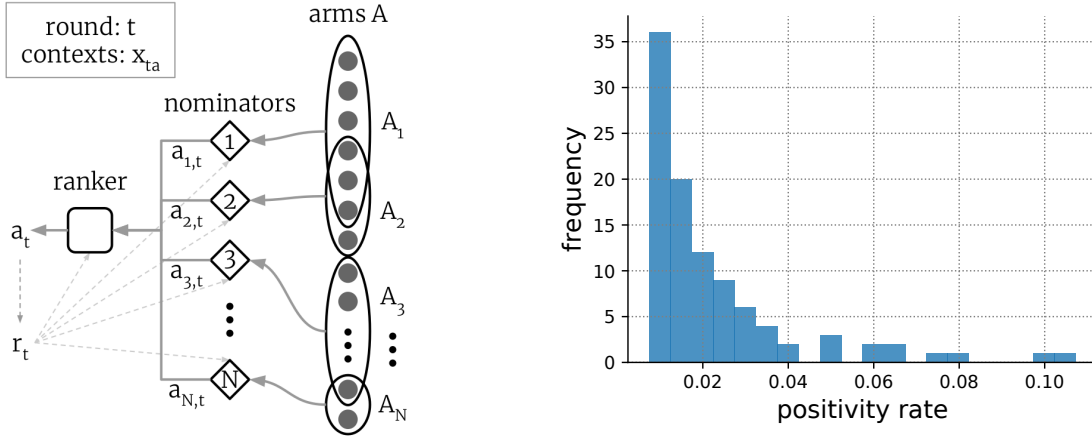 round: t
contexts: x_ta
arms A
nominators
A_1
1
a_1,t
ranker
2
a_2,t
A_2
a_t
3
a_3,t
A_3
r_t
N
a_N,t
A_N
35
30
25
20
15
10
5
0
frequency
0.02 0.04 0.06 0.08 0.10
positivity rate